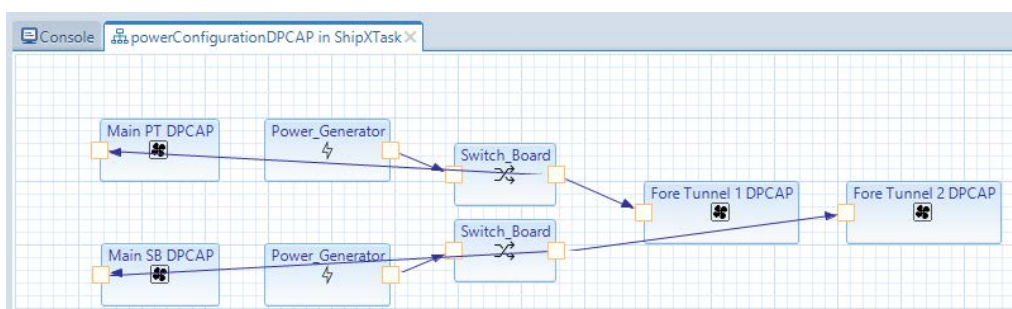 Console
powerConfigurationDPCAP in ShipXTask
Main PT DPCAP
Power_Generator
Switch_Board
Fore Tunnel 1 DPCAP
Fore Tunnel 2 DPCAP
Switch_Board
Main SB DPCAP
Power_Generator